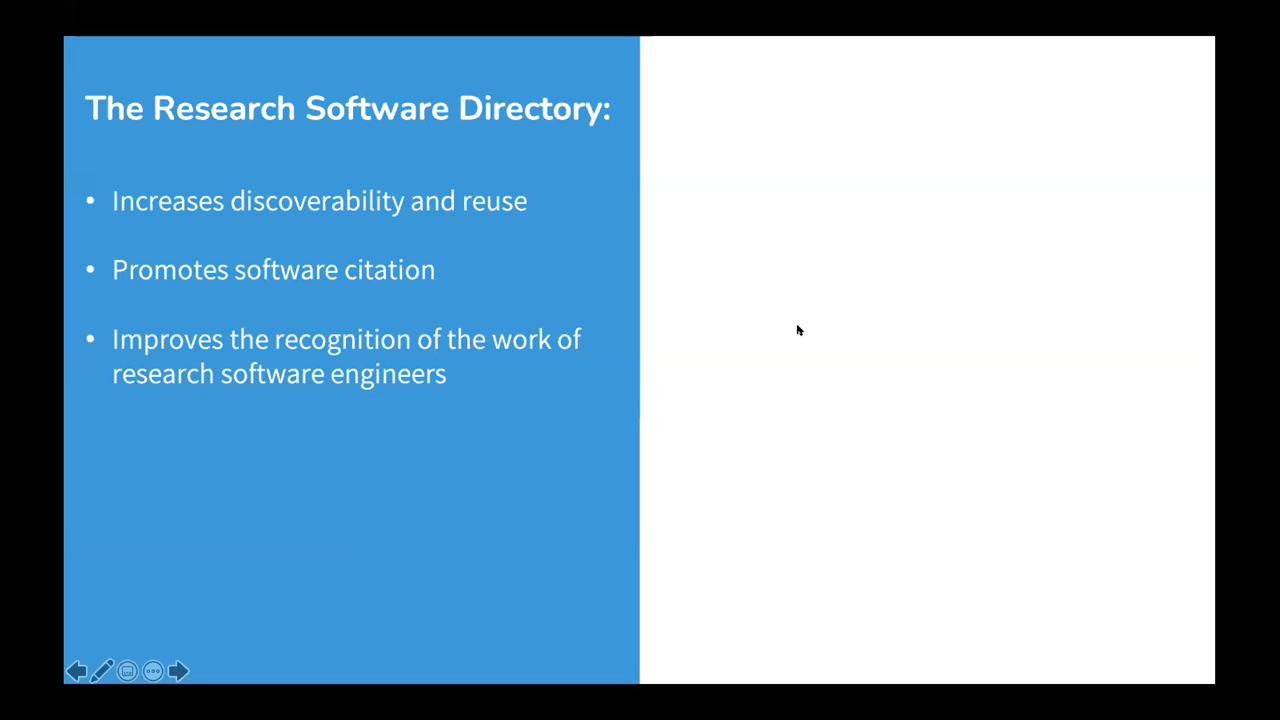 The Research Software Directory:
• Increases discoverability and reuse
• Promotes software citation
• Improves the recognition of the work of
research software engineers